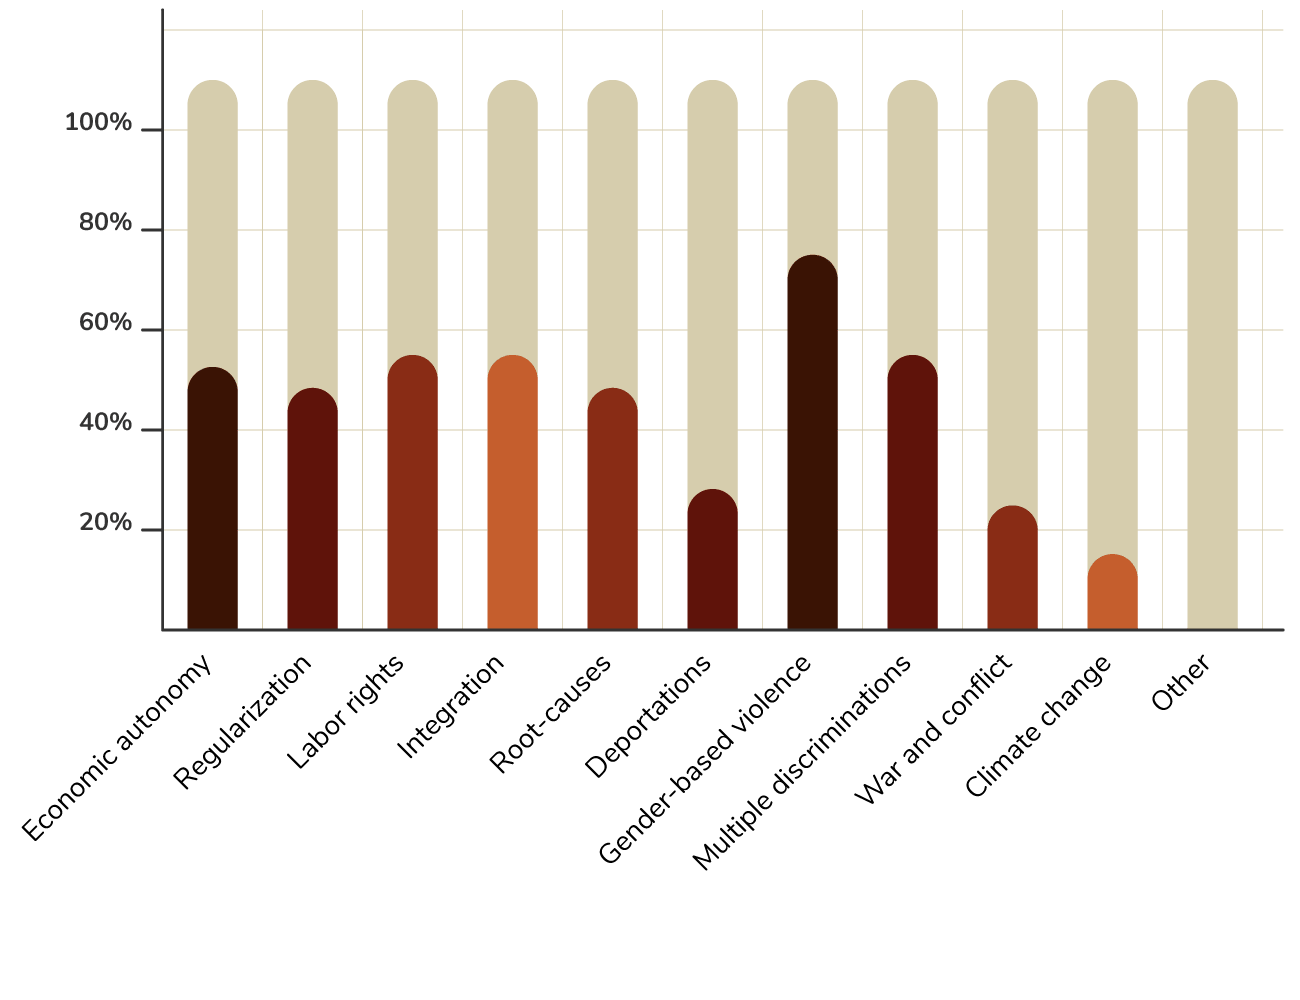 100%
80%
60%
40%
20%
Economic autonomy
Regularization
Labor rights
Integration
Root-causes
Deportations
Gender-based violence
Multiple discriminations
War and conflict
Climate change
Other